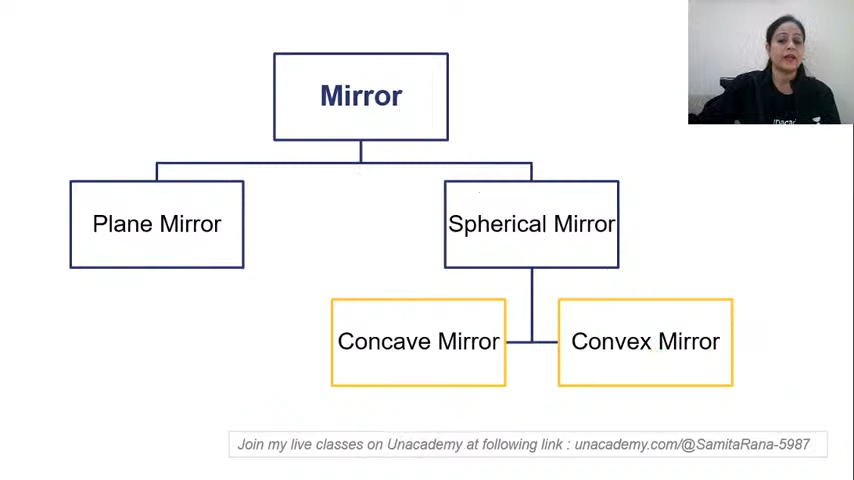 Mirror
Plane Mirror
Spherical Mirror
Concave Mirror
Convex Mirror
Join my live classes on Unacademy at following link : unacademy.com/@SamitaRana-5987